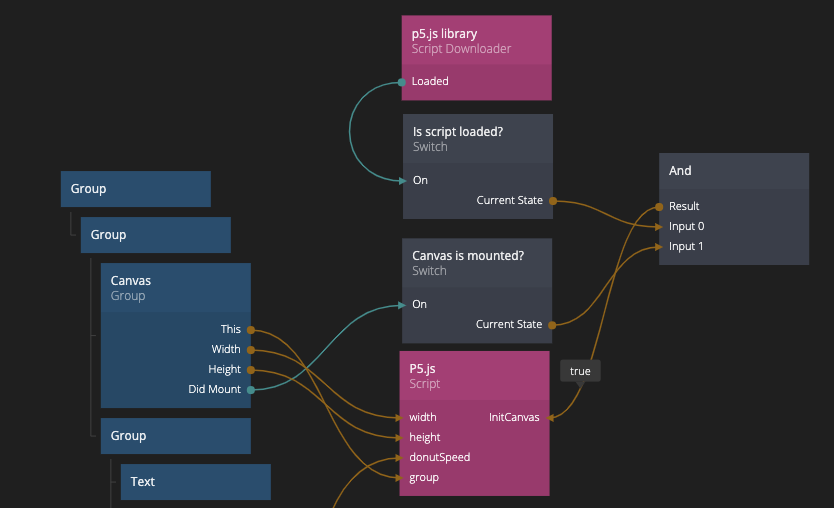 p5.js library
Script Downloader
Loaded
Is script loaded?
Switch
On
Current State
And
Result
Input 0
Input 1
Group
Group
Canvas
Group
This
Width
Height
Did Mount
Canvas is mounted?
Switch
On
Current State
P5.js
Script
width
InitCanvas
height
donutSpeed
group
true
Group
Text